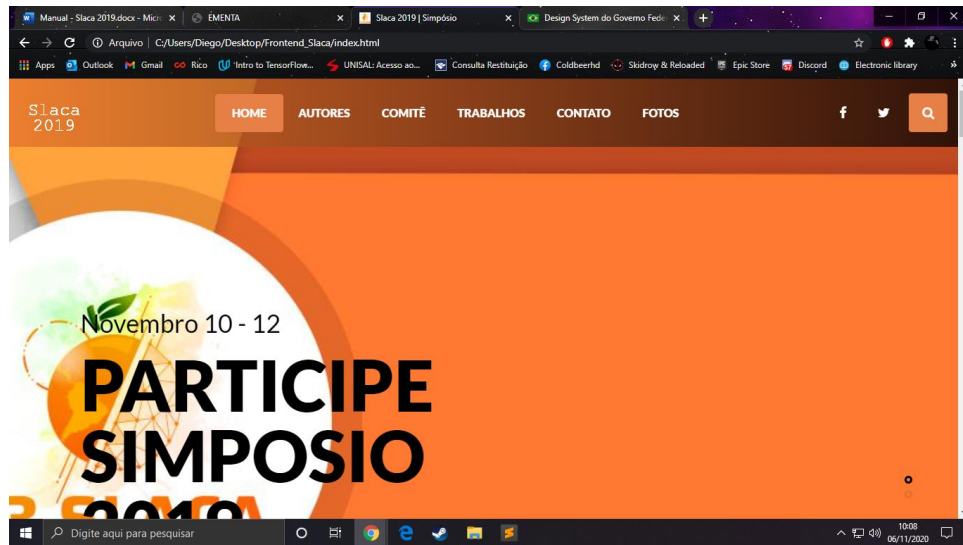 Manual - Slaca 2019.docx - Micro
EMENTA
Slaca 2019 | Simpósio
Design System do Governo Fede
Arquivo | C:/Users/Diego/Desktop/Frontend_Slaca/index.html
Apps Outlook Gmail Rico 'Intro to TensorFlow... UNISAL: Acesso ao... Consulta Restituição Coldbeerhd Skidrow & Reloaded Epic Store Discord Electronic library
Slaca
2019
HOME AUTORES COMITÊ TRABALHOS CONTATO FOTOS
Novembro 10 - 12
PARTICIPE
SIMPOSIO
2019
SLACA
Digite aqui para pesquisar
10:08
06/11/2020